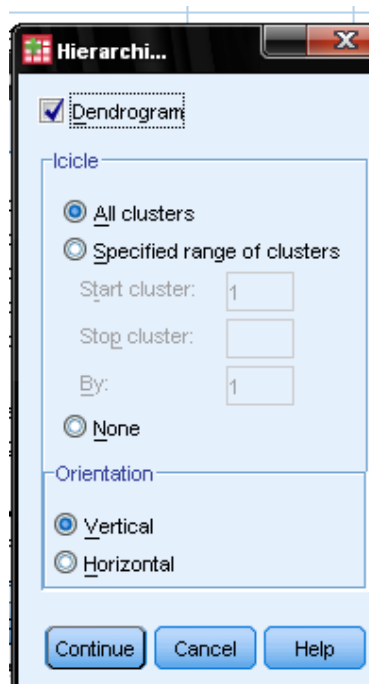 Hierarchi...
Dendrogram
Icicle
All clusters
Specified range of clusters
Start cluster: 1
Stop cluster:
By: 1
None
Orientation
Vertical
Horizontal
Continue Cancel Help